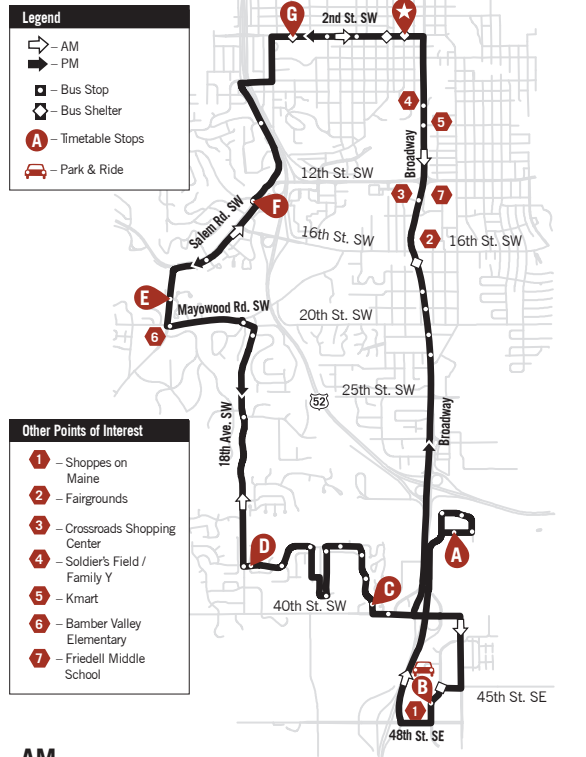 Legend
– AM
– PM
– Bus Stop
– Bus Shelter
A – Timetable Stops
– Park & Ride
G
2nd St. SW
4
5
Broadway
12th St. SW
3
7
F
Salem Rd. SW
16th St. SW
2
16th St. SW
E
Mayowood Rd. SW
6
20th St. SW
25th St. SW
52
18th Ave. SW
Broadway
Other Points of Interest
1 – Shoppes on
Maine
2 – Fairgrounds
3 – Crossroads Shopping
Center
4 – Soldier's Field /
Family Y
5 – Kmart
6 – Bamber Valley
Elementary
7 – Friedell Middle
School
D
A
C
40th St. SW
B
1
45th St. SE
48th St. SE
AM